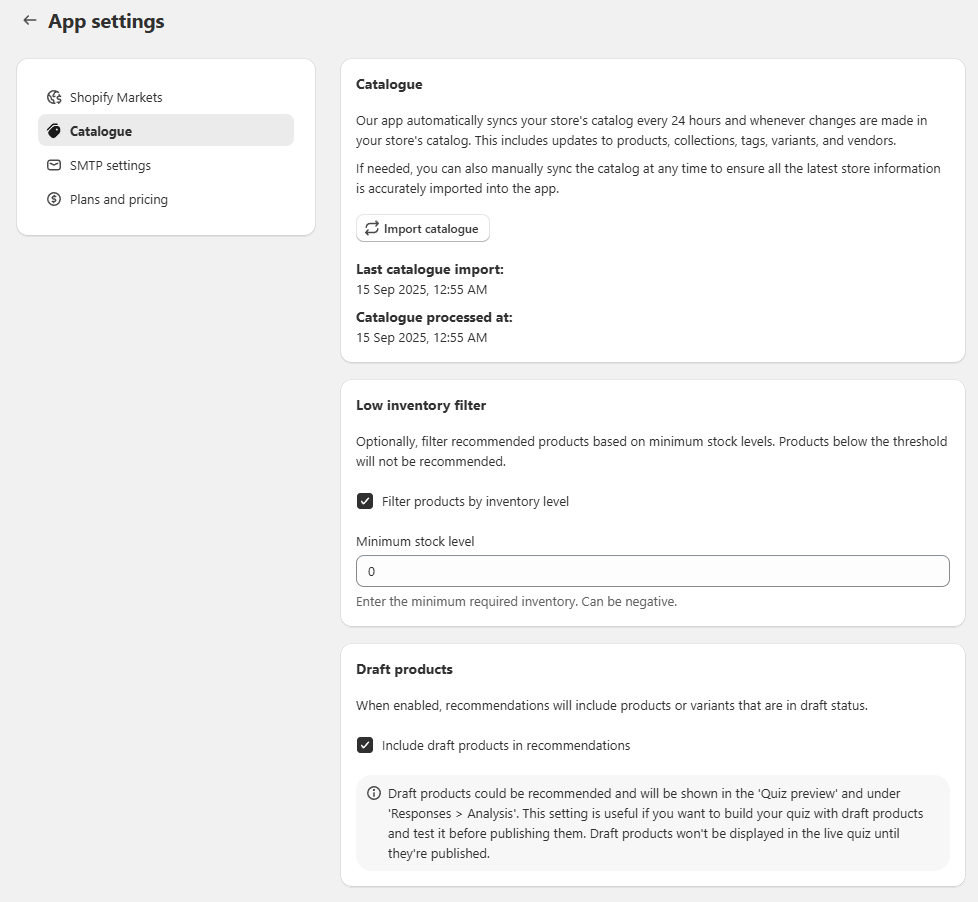 App settings
Shopify Markets
Catalogue
SMTP settings
Plans and pricing
Catalogue
Our app automatically syncs your store's catalog every 24 hours and whenever changes are made in
your store's catalog. This includes updates to products, collections, tags, variants, and vendors.
If needed, you can also manually sync the catalog at any time to ensure all the latest store information
is accurately imported into the app.
Import catalogue
Last catalogue import:
15 Sep 2025, 12:55 AM
Catalogue processed at:
15 Sep 2025, 12:55 AM
Low inventory filter
Optionally, filter recommended products based on minimum stock levels. Products below the threshold
will not be recommended.
Filter products by inventory level
Minimum stock level
0
Enter the minimum required inventory. Can be negative.
Draft products
When enabled, recommendations will include products or variants that are in draft status.
Include draft products in recommendations
Draft products could be recommended and will be shown in the 'Quiz preview' and under
'Responses > Analysis'. This setting is useful if you want to build your quiz with draft products
and test it before publishing them. Draft products won't be displayed in the live quiz until
they're published.